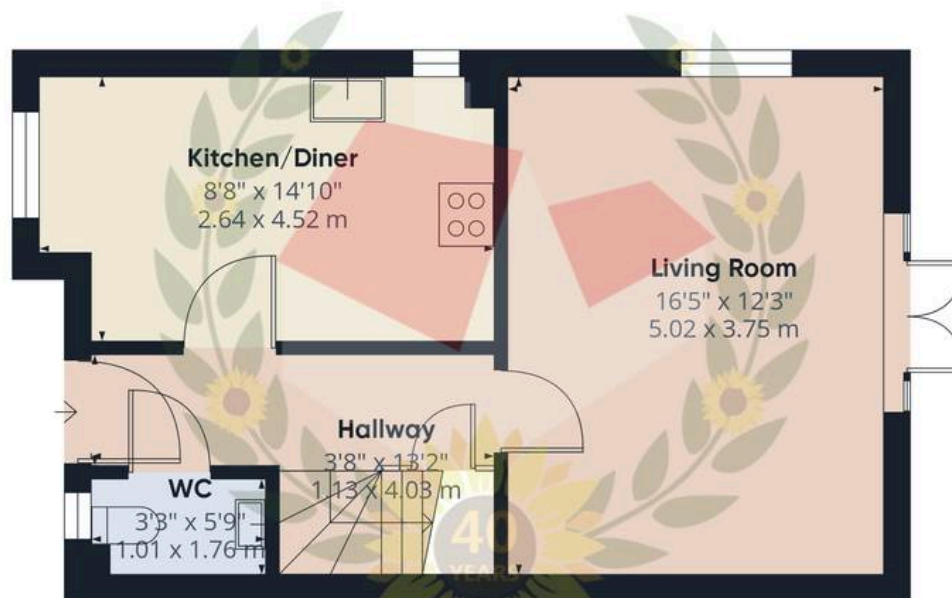 Kitchen/Diner
8'8" x 14'10"
2.64 x 4.52 m
Living Room
16'5" x 12'3"
5.02 x 3.75 m
Hallway
3'8" x 13'2"
1.13 x 4.03 m
WC
3'3" x 5'9"
1.01 x 1.76 m
40
YEARS